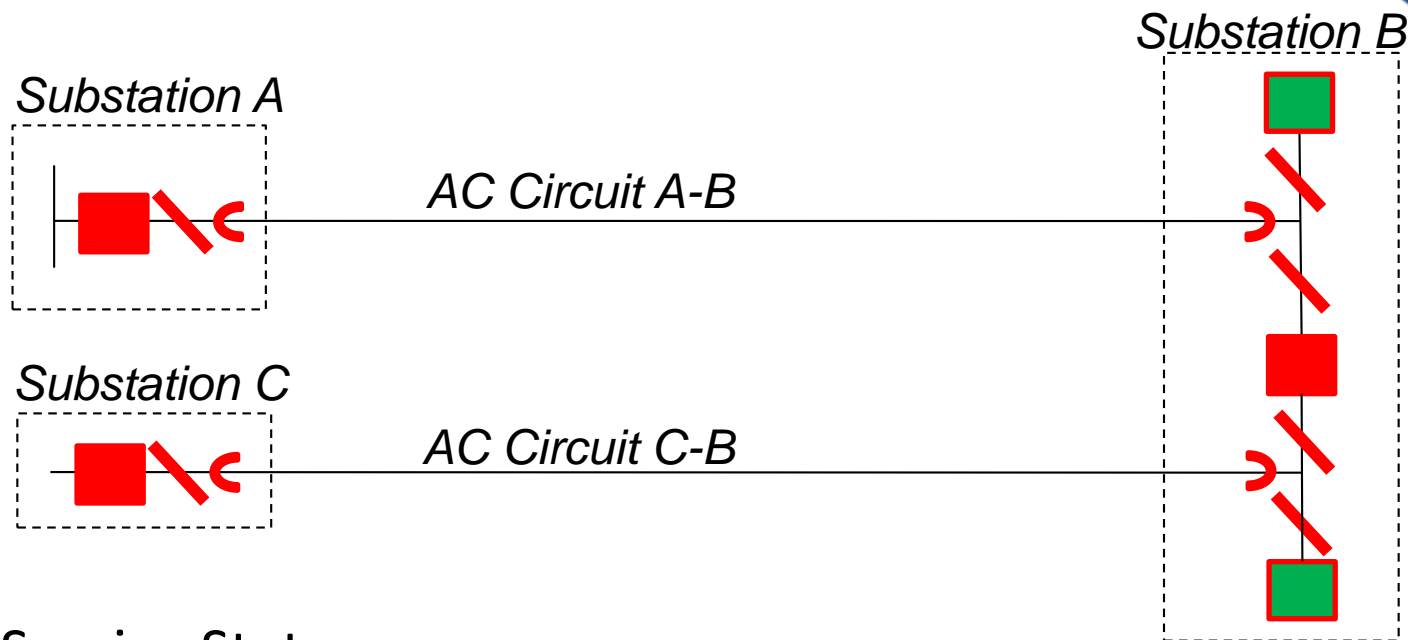 Substation B
Substation A
AC Circuit A-B
Substation C
AC Circuit C-B